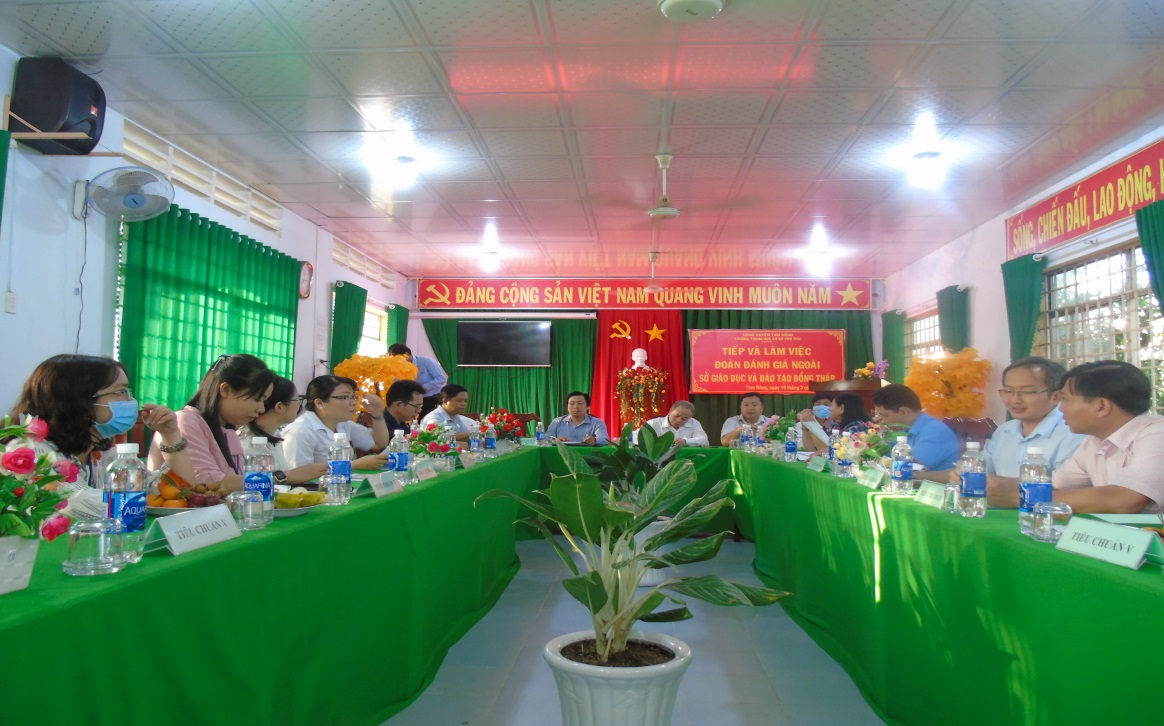 ĐẢNG CỘNG SẢN VIỆT NAM QUANG VINH MUÔN NĂM
SỐNG, CHIẾN ĐẤU, LAO ĐỘNG,
TIẾP VÀ LÀM VIỆC
ĐOÀN ĐÁNH GIÁ NGOÀI
SỞ GIÁO DỤC VÀ ĐÀO TẠO ĐỒNG THÁP
AQUAFINA
AQUAFINA
TIÊU CHUẨN V
TIÊU CHUẨN V